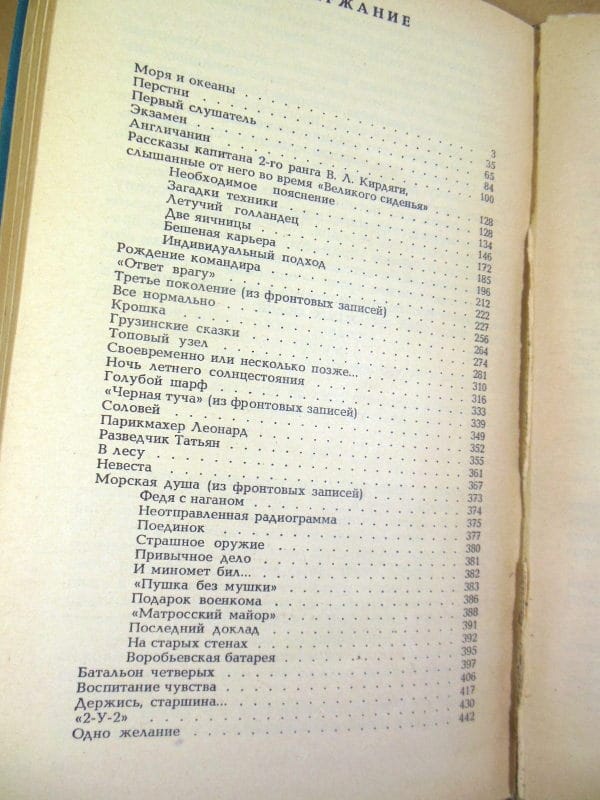 РЖАНИЕ
Моря и океаны . . . 3
Перстни . . . 35
Первый слушатель . . . 65
Экзамен . . . 84
Англичанин . . . 100
Рассказы капитана 2-го ранга В. Л. Кирдяги,
слышанные от него во время «Великого сиденья» . . . 128
Необходимое пояснение . . . 128
Загадки техники . . . 134
Летучий голландец . . . 146
Две яичницы . . . 172
Бешеная карьера . . . 185
Индивидуальный подход . . . 196
Рождение командира . . . 212
«Ответ врагу» . . . 222
Третье поколение (из фронтовых записей) . . . 227
Все нормально . . . 256
Крошка . . . 264
Грузинские сказки . . . 274
Топовый узел . . . 281
Своевременно или несколько позже... . . . 310
Ночь летнего солнцестояния . . . 316
Голубой шарф . . . 333
«Черная туча» (из фронтовых записей) . . . 339
Соловей . . . 349
Парикмахер Леонард . . . 352
Разведчик Татьян . . . 355
В лесу . . . 361
Невеста . . . 367
Морская душа (из фронтовых записей) . . . 373
Федя с наганом . . . 374
Неотправленная радиограмма . . . 375
Поединок . . . 377
Страшное оружие . . . 380
Привычное дело . . . 381
И миномет бил... . . . 382
«Пушка без мушки» . . . 383
Подарок военкома . . . 386
«Матросский майор» . . . 388
Последний доклад . . . 391
На старых стенах . . . 392
Воробьевская батарея . . . 395
Батальон четверых . . . 397
Воспитание чувства . . . 406
Держись, старшина... . . . 417
«2-У-2» . . . 430
Одно желание . . . 442